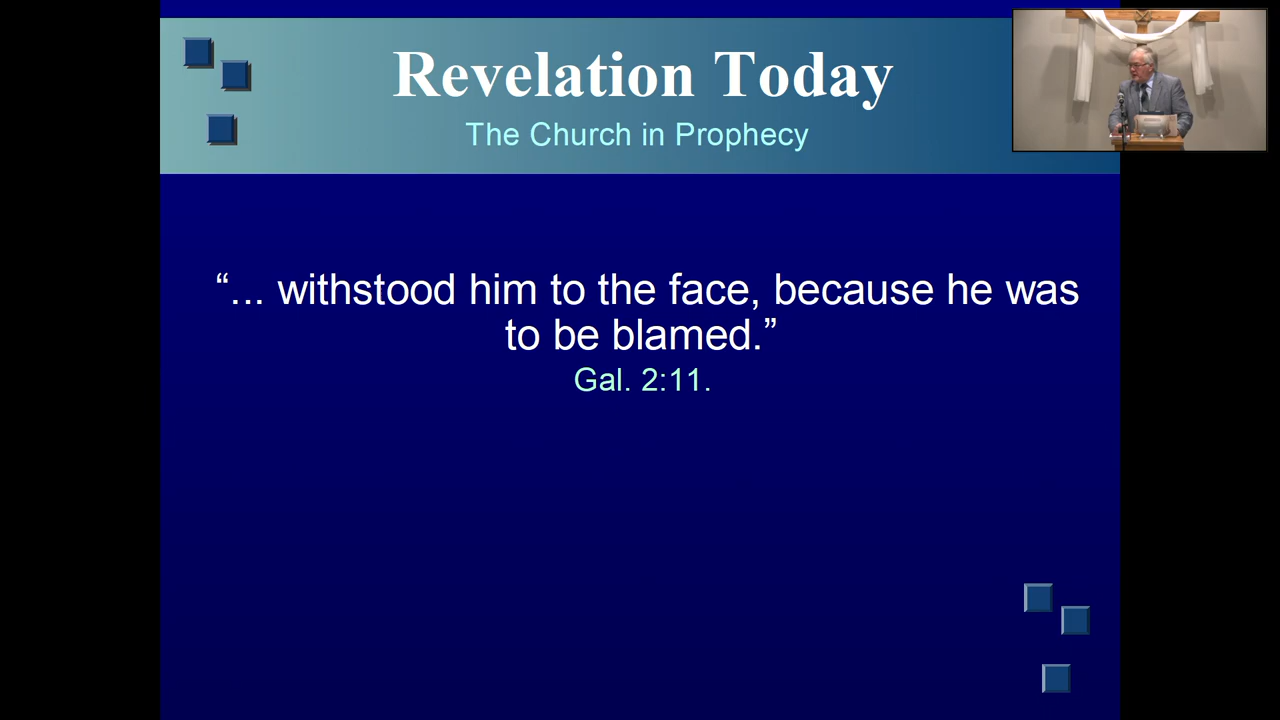 Revelation Today
The Church in Prophecy
“... withstood him to the face, because he was
to be blamed.”
Gal. 2:11.